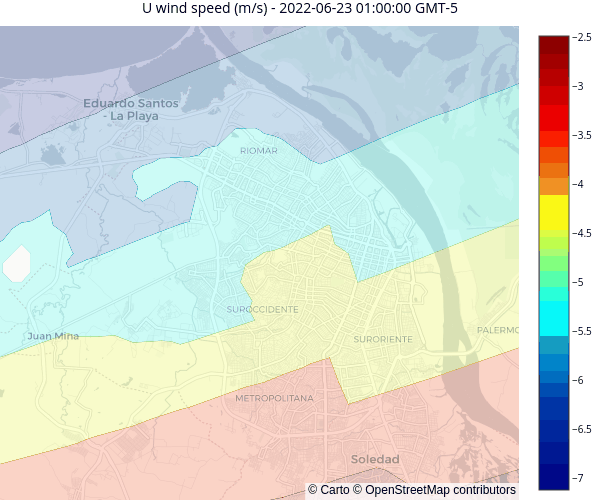 U wind speed (m/s) - 2022-06-23 01:00:00 GMT-5
−2.5
Eduardo Santos
- La Playa
−3
−3.5
RIOMAR
−4
−4.5
−5
SUROCCIDENTE
−5.5
Juan Mina
SURORIENTE
PALERMO
−6
METROPOLITANA
−6.5
Soledad
−7
© Carto © OpenStreetMap contributors